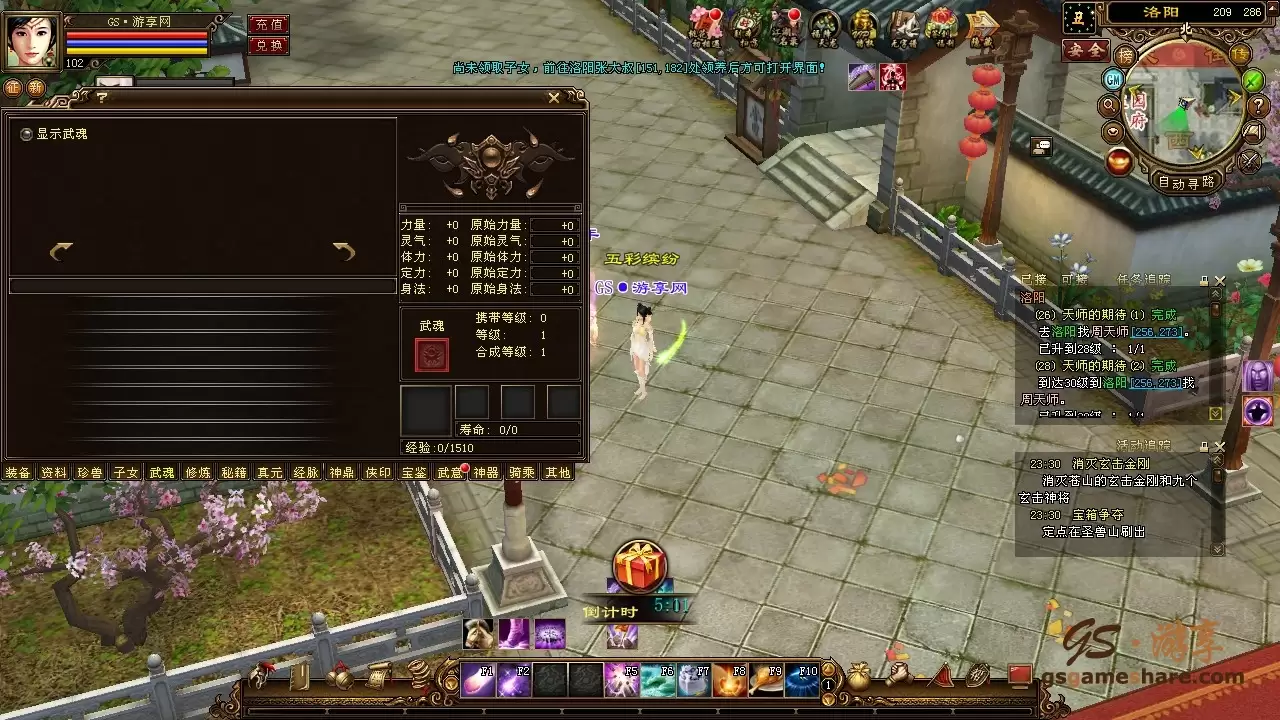 GS·游享网
充值
兑换
102
征
新
尚未领取子女，前往洛阳张大叔[151,182]处领养后方可打开界面！
丑
洛阳
209 286
安全
北
榜
传
GM
国府
自动寻路
?
显示武魂
力量: +0 原始力量: +0
灵气: +0 原始灵气: +0
体力: +0 原始体力: +0
定力: +0 原始定力: +0
身法: +0 原始身法: +0
武魂
携带等级: 0
等级: 1
合成等级: 1
寿命: 0/0
经验:0/1510
装备 资料 珍兽 子女 武魂 修炼 秘籍 真元 经脉 神鼎 侠印 宝鉴 武意 神器 骑乘 其他
五彩缤纷
GS●游享网
已接 可接 任务追踪
洛阳
(26) 天师的期待(1) 完成
去洛阳找周天师[256,273]。
已升到26级 : 1/1
(28) 天师的期待(2) 完成
到达30级到洛阳[256,273]找
周天师。
活动追踪
23:30 消灭玄击金刚
消灭苍山的玄击金刚和九个
玄击神将
23:30 宝箱争夺
定点在圣兽山刷出
倒计时 5:11
F1 F2 F5 F6 F7 F8 F9 F10
1
GS·游享
gsgameshare.com